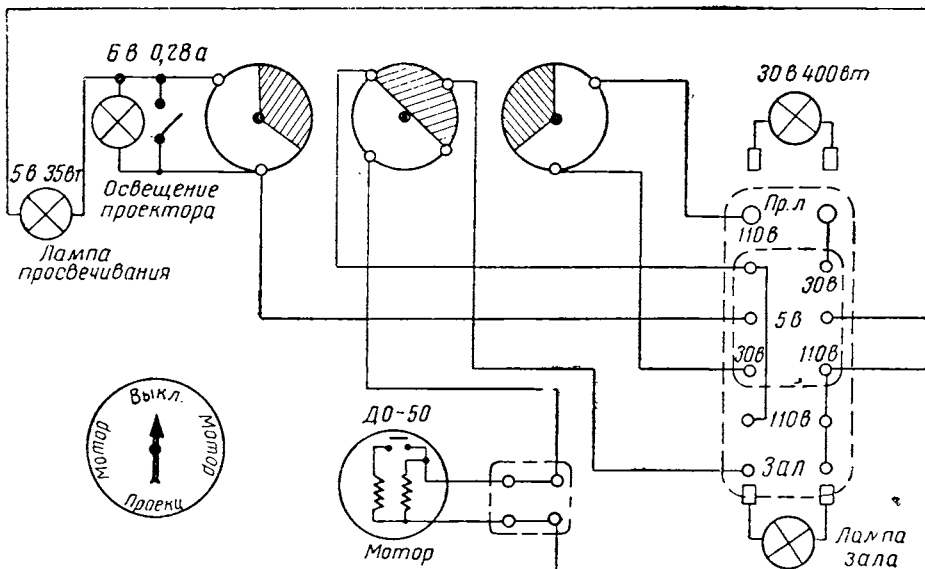 6 в 0,28 а
30 в 400 вт
5 в 35 вт
Освещение
проектора
Лампа
просвечивания
Пр. л
110 в
30 в
5 в
30 в
110 в
110 в
Зал
Выкл.
Мотор
Мотор
Проекц
ДО-50
Мотор
Лампа
зала